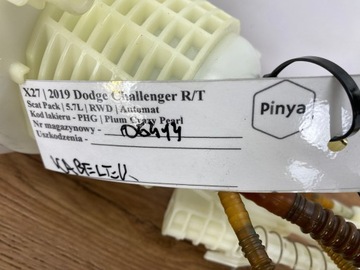 X27 | 2019 Dodge Challenger R/T
Scat Pack | 5.7L | RWD | Automat
Kod lakieru - PHG | Plum Crazy Pearl
Nr magazynowy - 06414
Uszkodzenia -
KABELEK
Pinya